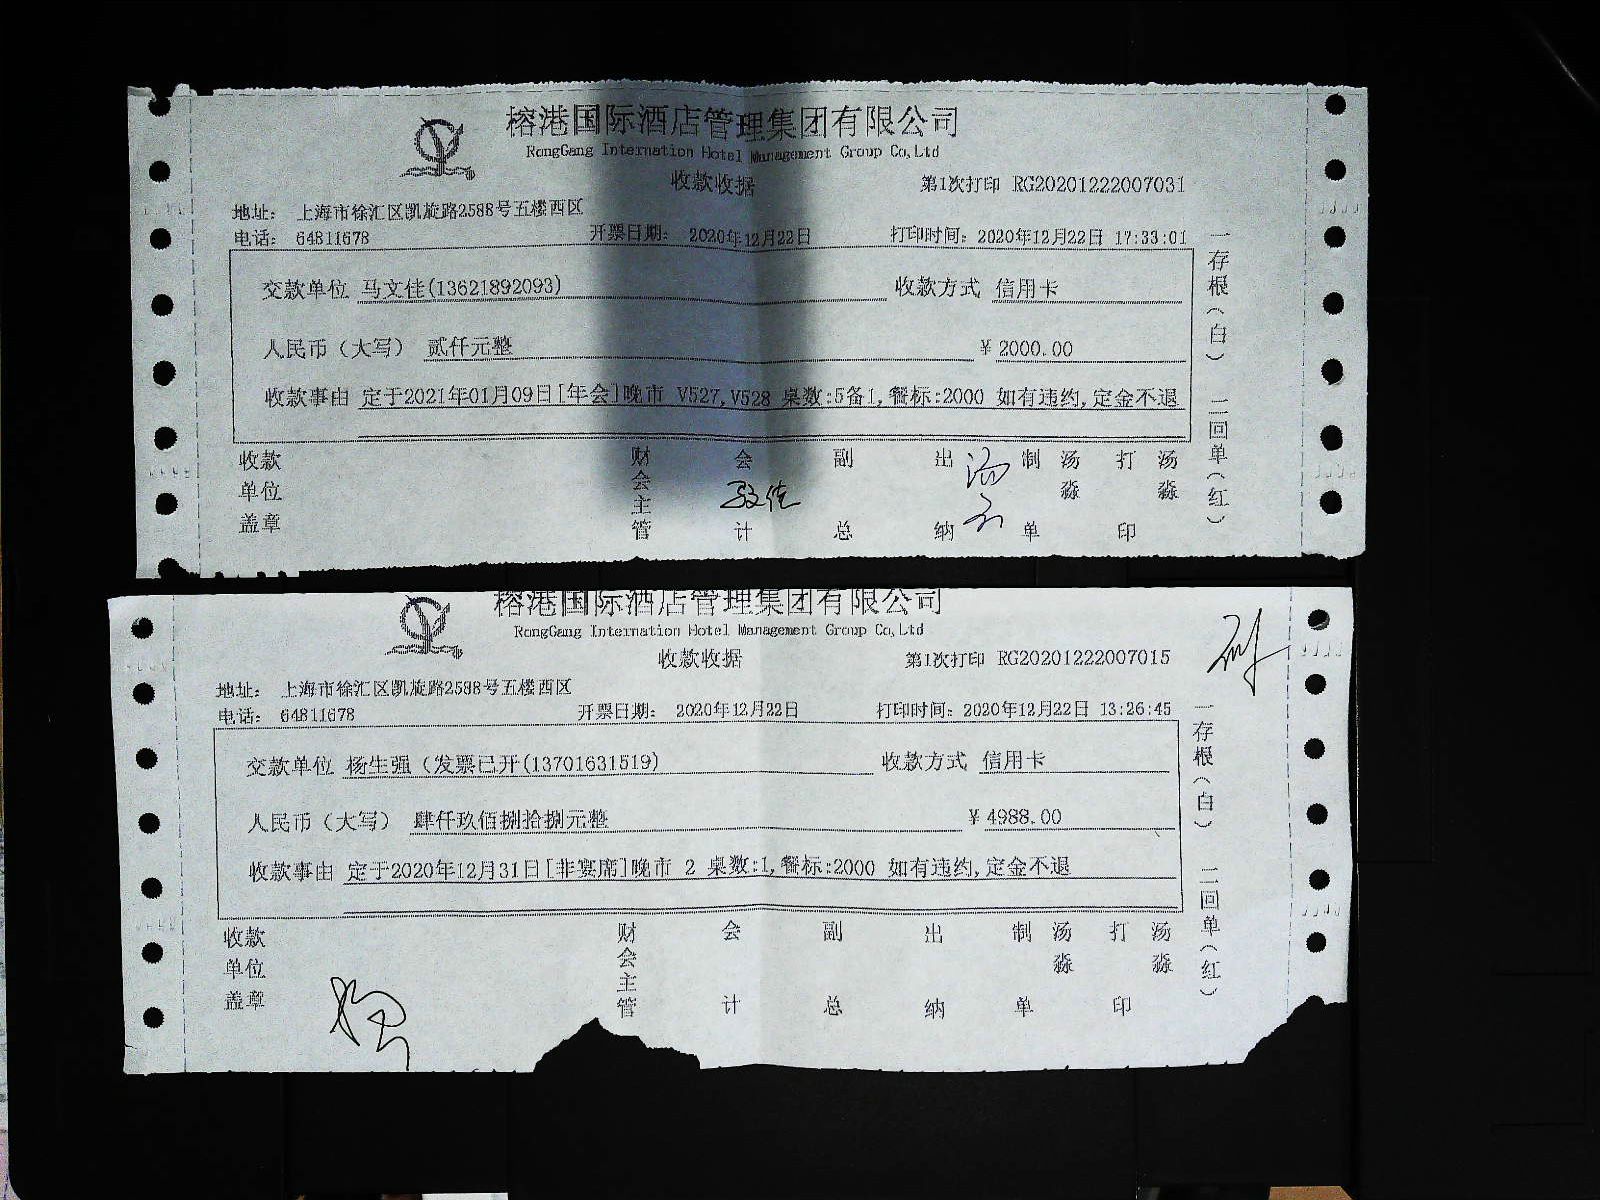 榕港国际酒店管理集团有限公司
RongGang Internation Hotel Management Group Co,Ltd
收款收据
第1次打印 RG20201222007031
地址： 上海市徐汇区凯旋路2588号五楼西区
电话： 64811678 开票日期： 2020年12月22日 打印时间： 2020年12月22日 17:33:01
交款单位 马文佳(13621892093) 收款方式 信用卡
人民币（大写） 贰仟元整 ¥ 2000.00
收款事由 定于2021年01月09日[年会]晚市 V527,V528 桌数:5备1,餐标:2000 如有违约,定金不退
一存根（白） 二回单（红）
收款单位盖章 财会主管 会计 副总 出纳 制单 汤淼 打印 汤淼
榕港国际酒店管理集团有限公司
RongGang Internation Hotel Management Group Co,Ltd
收款收据
第1次打印 RG20201222007015
地址： 上海市徐汇区凯旋路2588号五楼西区
电话： 64811678 开票日期： 2020年12月22日 打印时间： 2020年12月22日 13:26:45
交款单位 杨生强（发票已开(13701631519) 收款方式 信用卡
人民币（大写） 肆仟玖佰捌拾捌元整 ¥ 4988.00
收款事由 定于2020年12月31日[非宴席]晚市 2 桌数:1,餐标:2000 如有违约,定金不退
一存根（白） 二回单（红）
收款单位盖章 财会主管 会计 副总 出纳 制单 汤淼 打印 汤淼